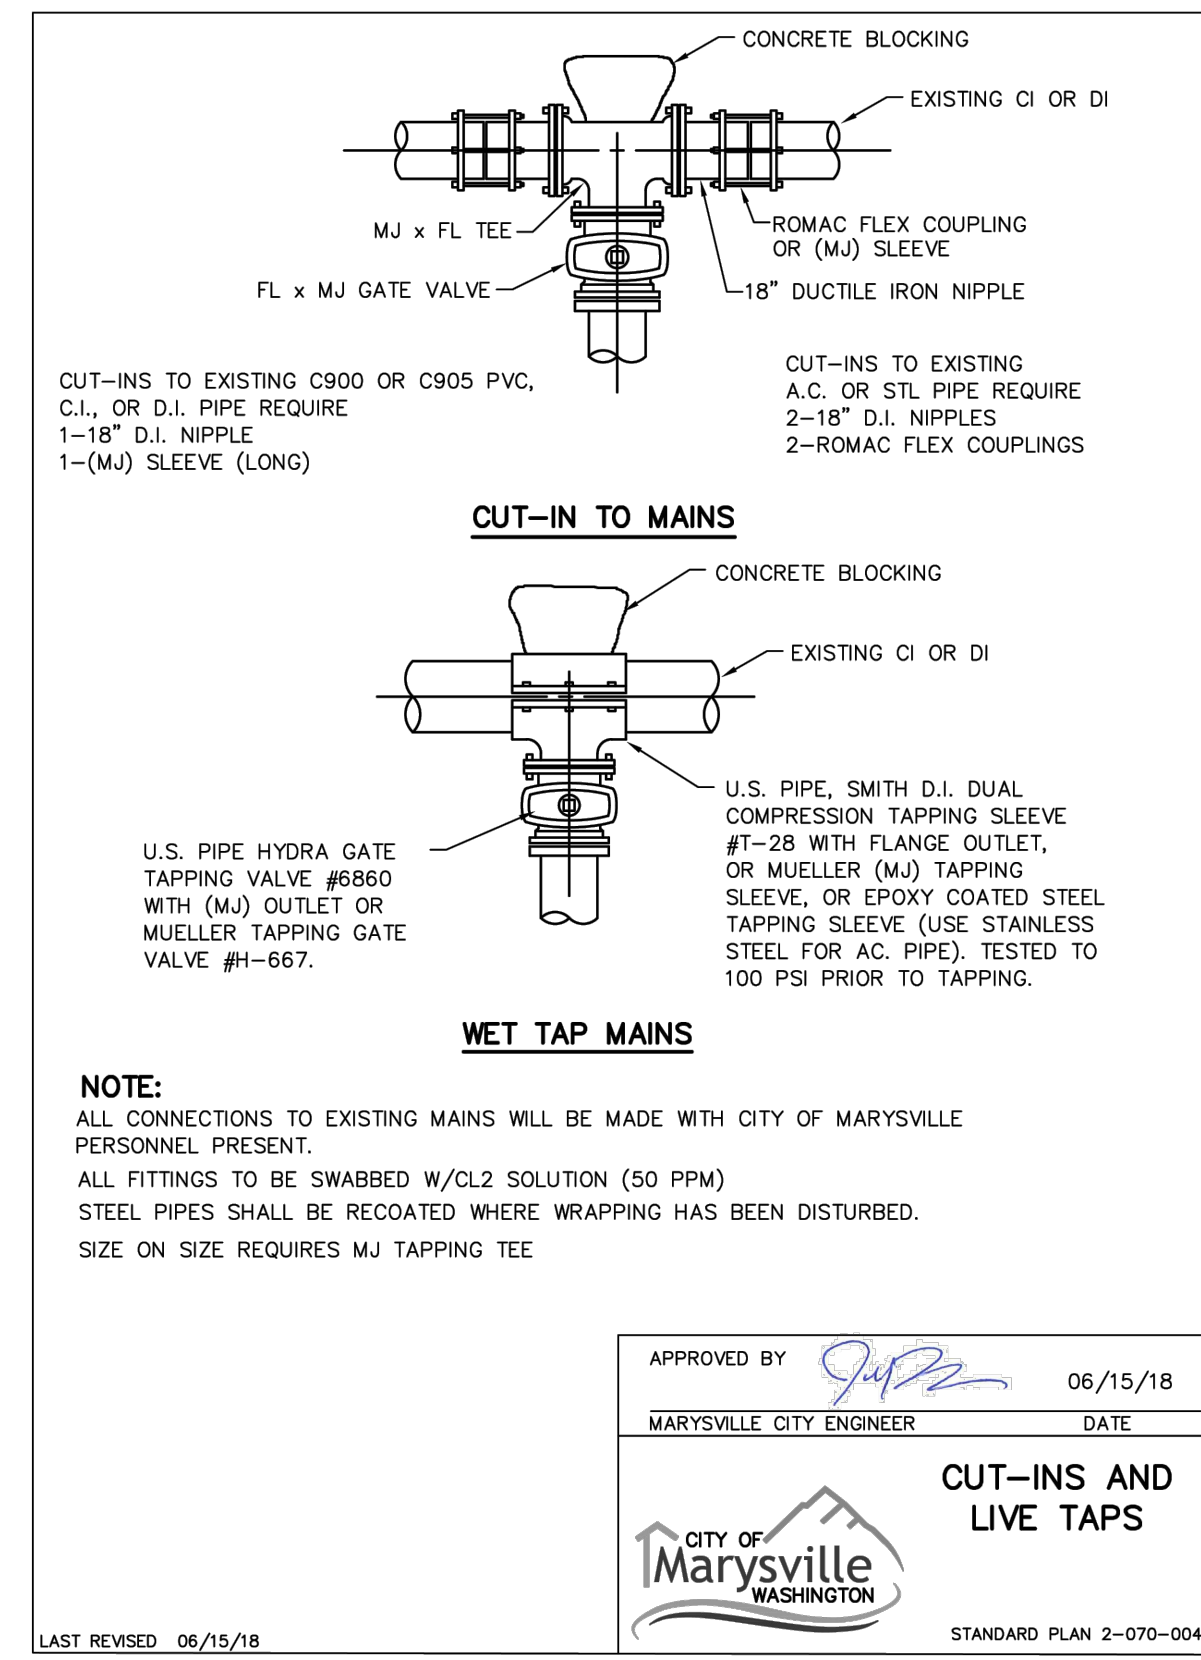 CONCRETE BLOCKING
EXISTING CI OR DI
MJ x FL TEE
ROMAC FLEX COUPLING
OR (MJ) SLEEVE
FL x MJ GATE VALVE
18" DUCTILE IRON NIPPLE
CUT-INS TO EXISTING C900 OR C905 PVC,
C.I., OR D.I. PIPE REQUIRE
1-18" D.I. NIPPLE
1-(MJ) SLEEVE (LONG)
CUT-INS TO EXISTING
A.C. OR STL PIPE REQUIRE
2-18" D.I. NIPPLES
2-ROMAC FLEX COUPLINGS
CUT-IN TO MAINS
CONCRETE BLOCKING
EXISTING CI OR DI
U.S. PIPE HYDRA GATE
TAPPING VALVE #6860
WITH (MJ) OUTLET OR
MUELLER TAPPING GATE
VALVE #H-667.
U.S. PIPE, SMITH D.I. DUAL
COMPRESSION TAPPING SLEEVE
#T-28 WITH FLANGE OUTLET,
OR MUELLER (MJ) TAPPING
SLEEVE, OR EPOXY COATED STEEL
TAPPING SLEEVE (USE STAINLESS
STEEL FOR AC. PIPE). TESTED TO
100 PSI PRIOR TO TAPPING.
WET TAP MAINS
NOTE:
ALL CONNECTIONS TO EXISTING MAINS WILL BE MADE WITH CITY OF MARYSVILLE
PERSONNEL PRESENT.
ALL FITTINGS TO BE SWABBED W/CL2 SOLUTION (50 PPM)
STEEL PIPES SHALL BE RECOATED WHERE WRAPPING HAS BEEN DISTURBED.
SIZE ON SIZE REQUIRES MJ TAPPING TEE
APPROVED BY
06/15/18
MARYSVILLE CITY ENGINEER DATE
CUT-INS AND
LIVE TAPS
CITY OF
Marysville
WASHINGTON
STANDARD PLAN 2-070-004
LAST REVISED 06/15/18